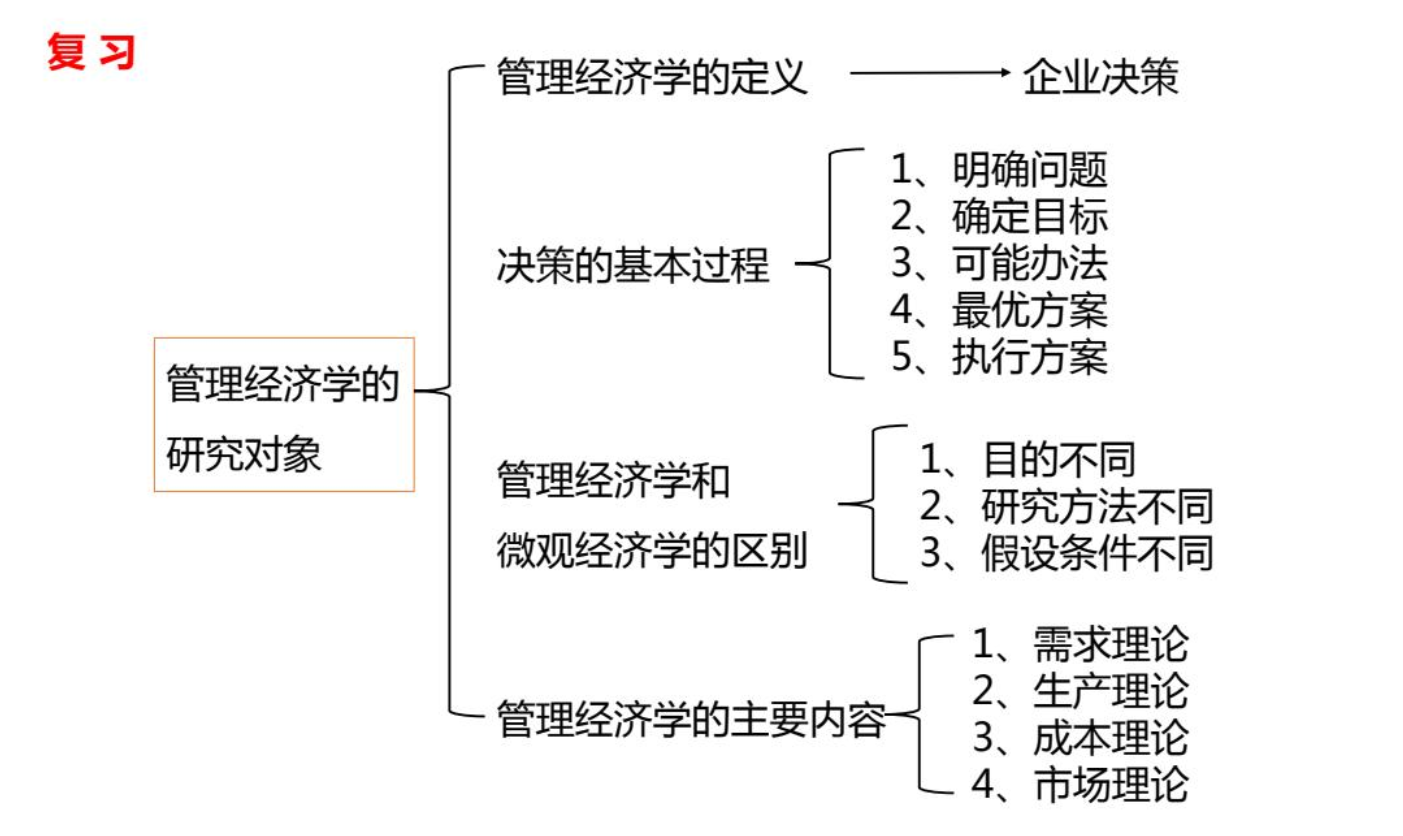 复 习
管理经济学的
研究对象
管理经济学的定义
企业决策
决策的基本过程
1、明确问题
2、确定目标
3、可能办法
4、最优方案
5、执行方案
管理经济学和
微观经济学的区别
1、目的不同
2、研究方法不同
3、假设条件不同
管理经济学的主要内容
1、需求理论
2、生产理论
3、成本理论
4、市场理论